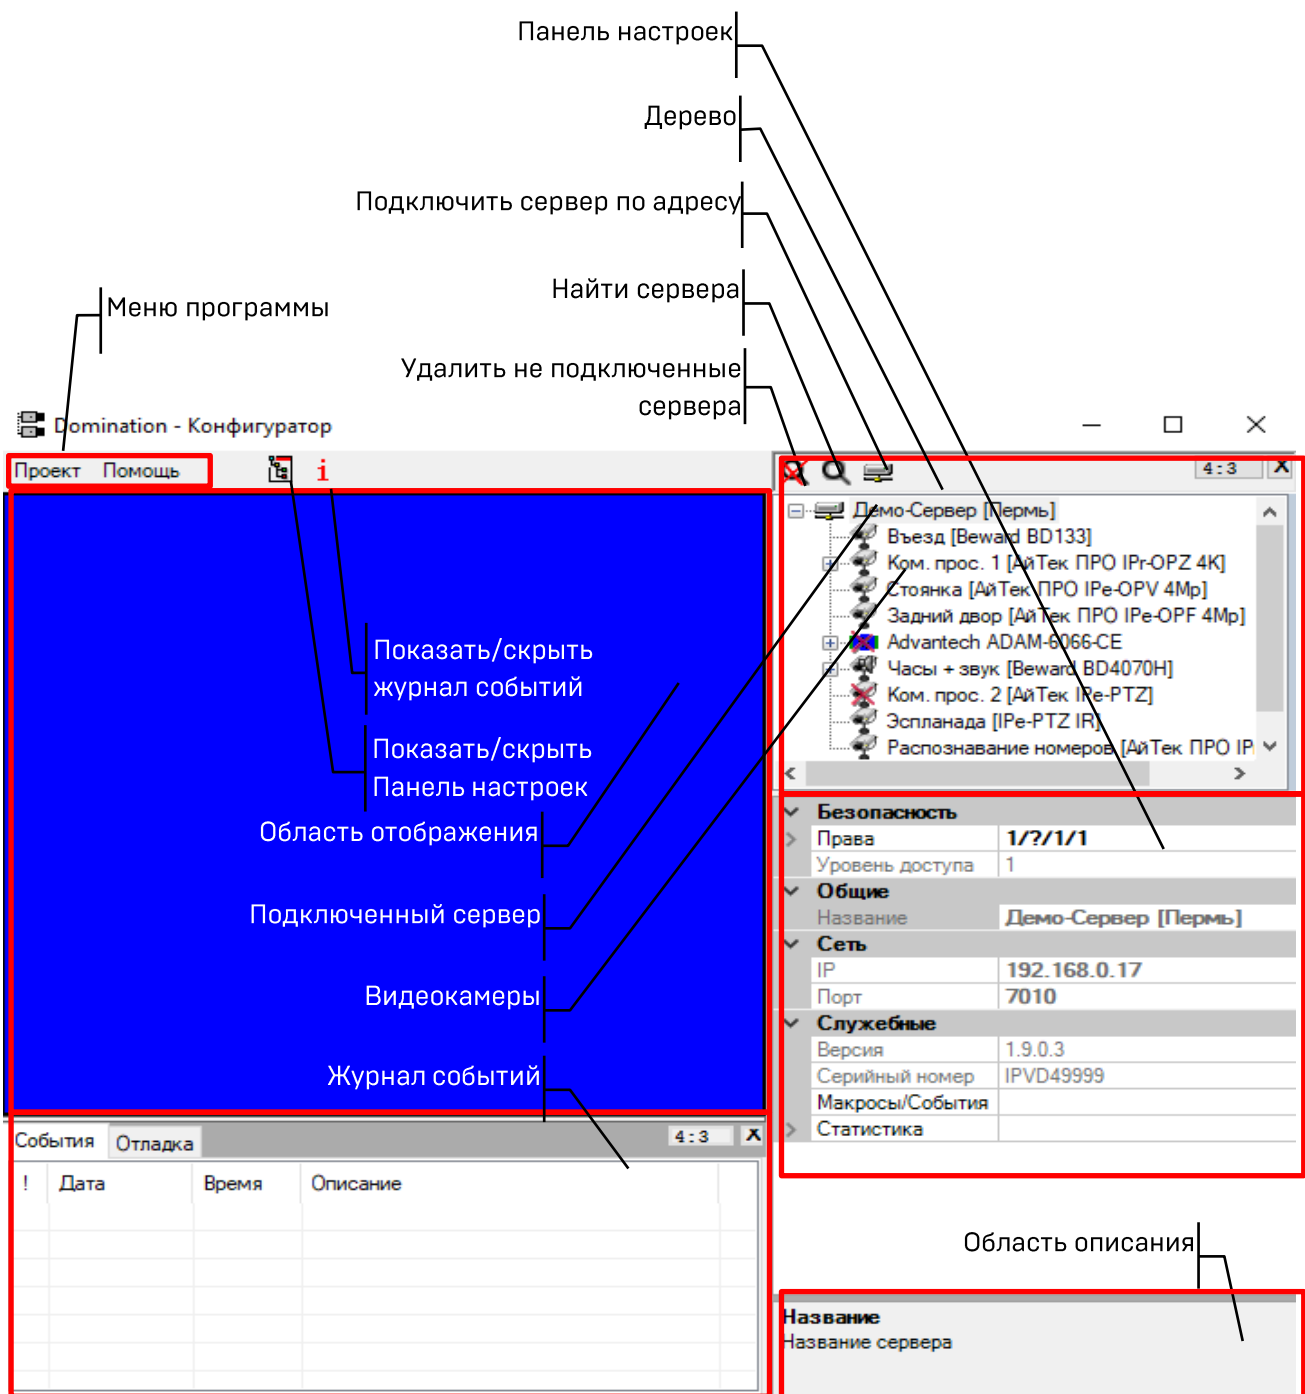 Панель настроек
Дерево
Подключить сервер по адресу
Найти сервера
Меню программы
Удалить не подключенные
сервера
Domination - Конфигуратор
Проект Помощь
i
4:3 X
Демо-Сервер [Пермь]
Въезд [Beward BD133]
Ком. прос. 1 [АйТек ПРО IPr-OPZ 4K]
Стоянка [АйТек ПРО IPe-OPV 4Mp]
Задний двор [АйТек ПРО IPe-OPF 4Mp]
Advantech ADAM-6066-CE
Часы + звук [Beward BD4070H]
Ком. прос. 2 [АйТек IPe-PTZ]
Эспланада [IPe-PTZ IR]
Распознавание номеров [АйТек ПРО IP
Показать/скрыть
журнал событий
Показать/скрыть
Панель настроек
Область отображения
Подключенный сервер
Видеокамеры
Журнал событий
Безопасность
Права 1/?/1/1
Уровень доступа 1
Общие
Название Демо-Сервер [Пермь]
Сеть
IP 192.168.0.17
Порт 7010
Служебные
Версия 1.9.0.3
Серийный номер IPVD49999
Макросы/События
Статистика
События Отладка 4:3 X
! Дата Время Описание
Область описания
Название
Название сервера